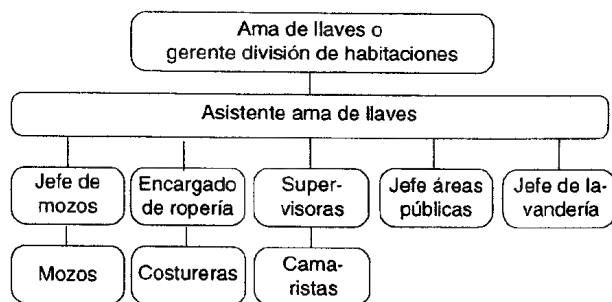 Ama de llaves o
gerente división de habitaciones
Asistente ama de llaves
Jefe de
mozos
Encargado
de ropería
Super-
visoras
Jefe áreas
públicas
Jefe de la-
vandería
Mozos
Costureras
Cama-
ristas